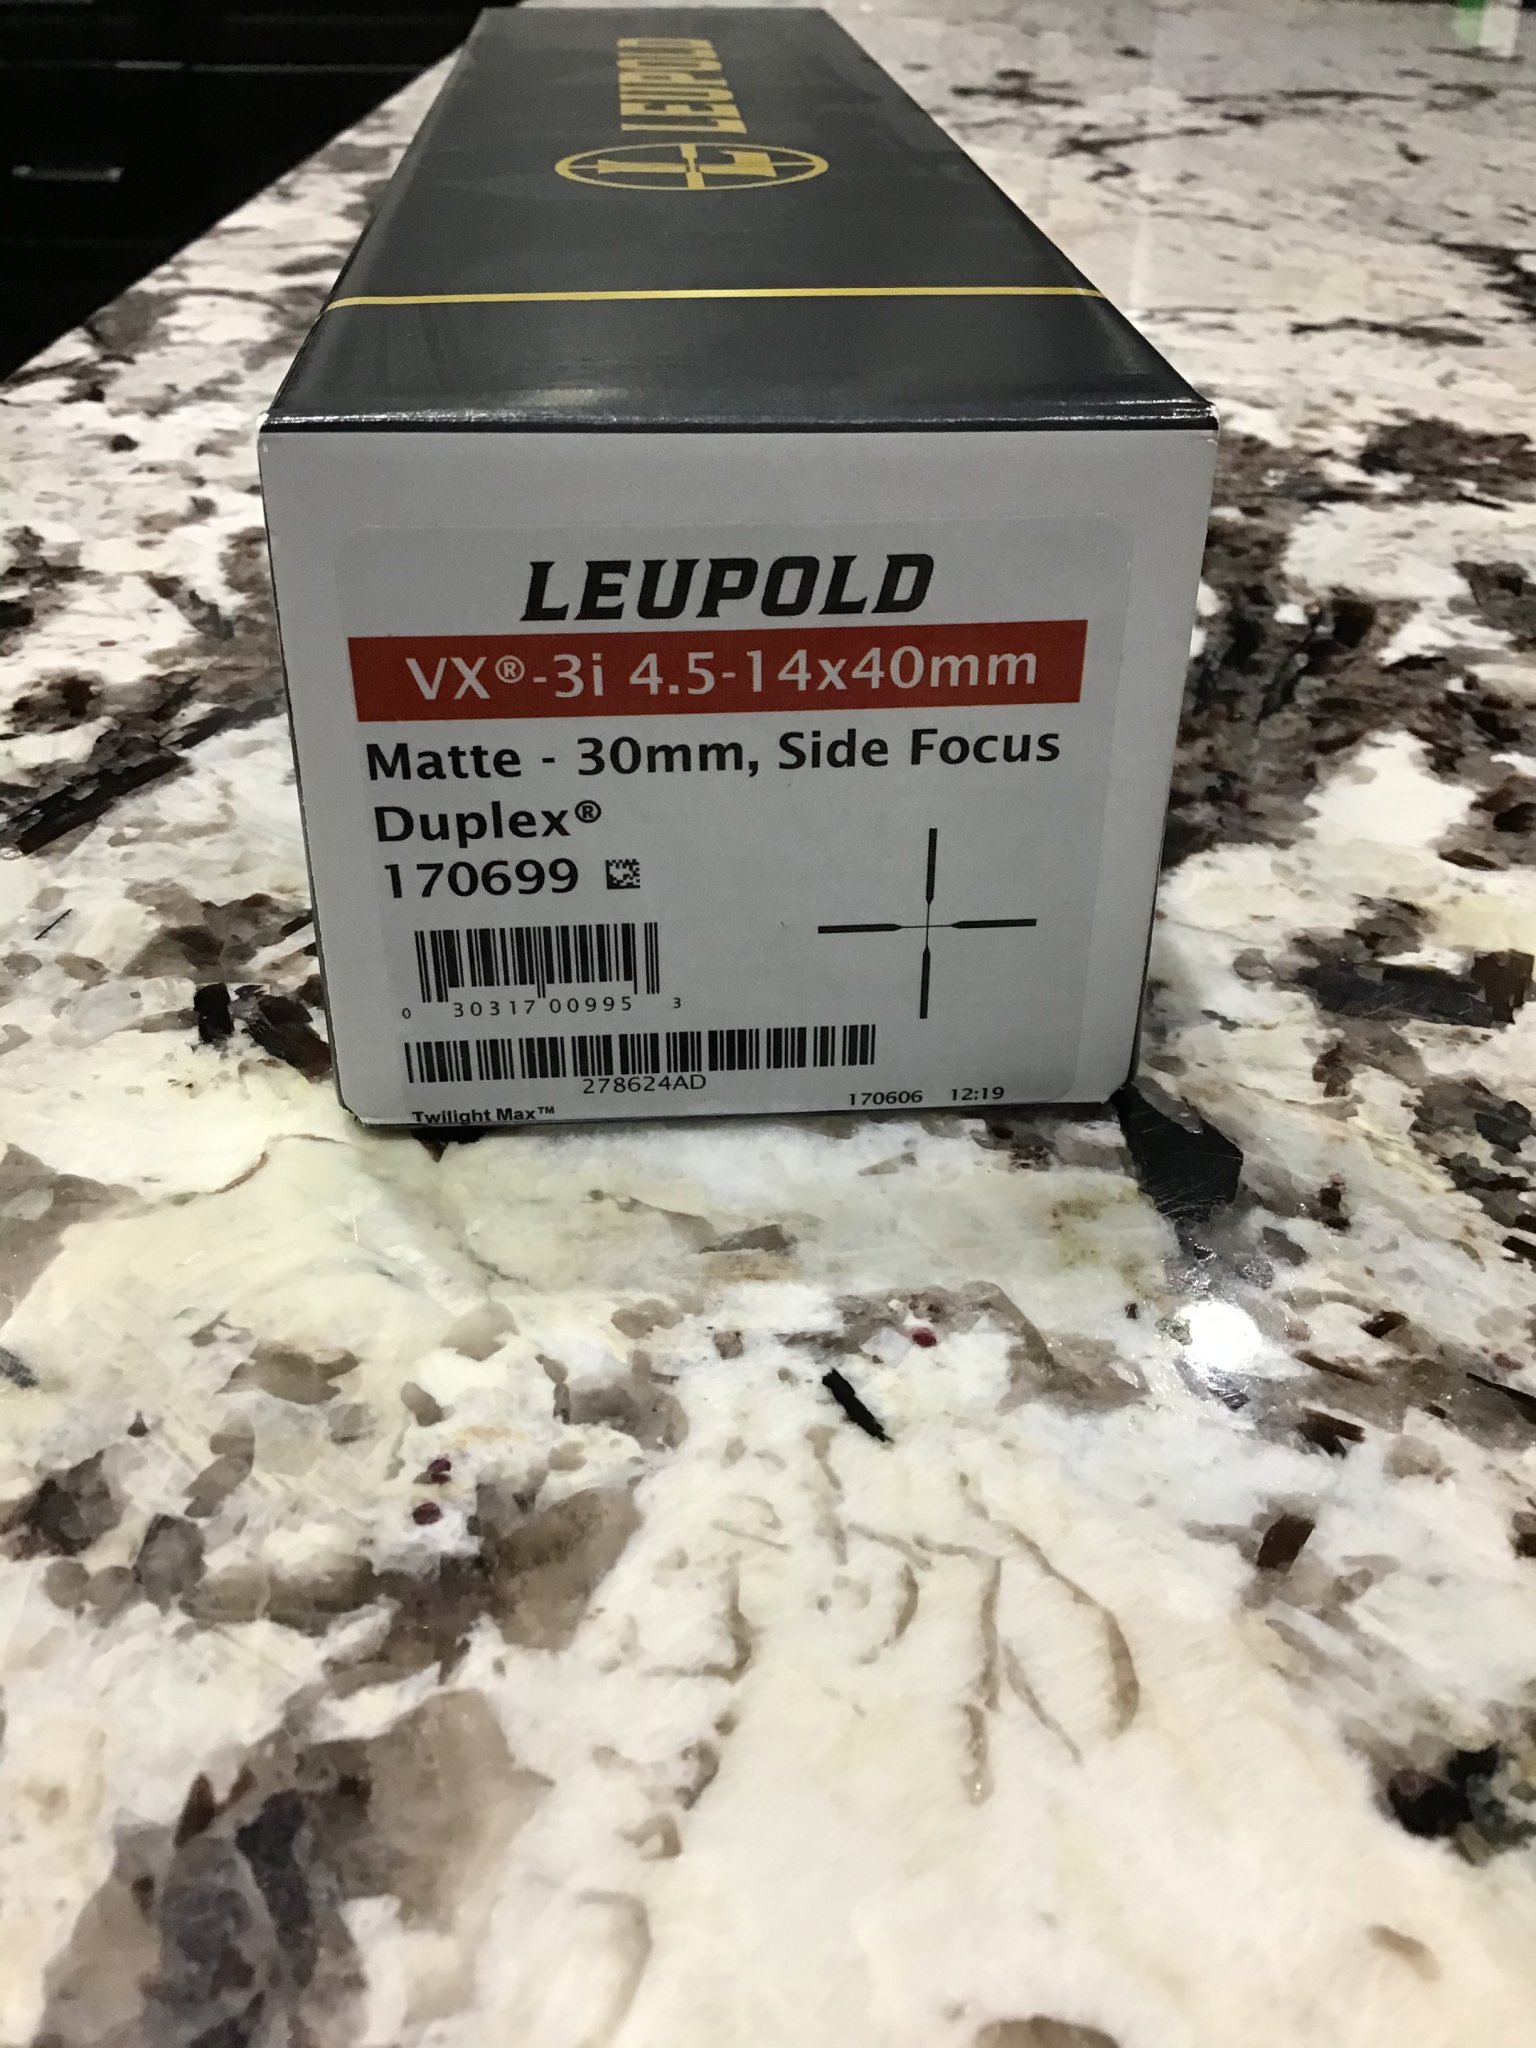 LEUPOLD
L
LEUPOLD
VX®-3i 4.5-14x40mm
Matte - 30mm, Side Focus
Duplex®
170699
0 30317 00995 3
278624AD
Twilight Max™ 170606 12:19